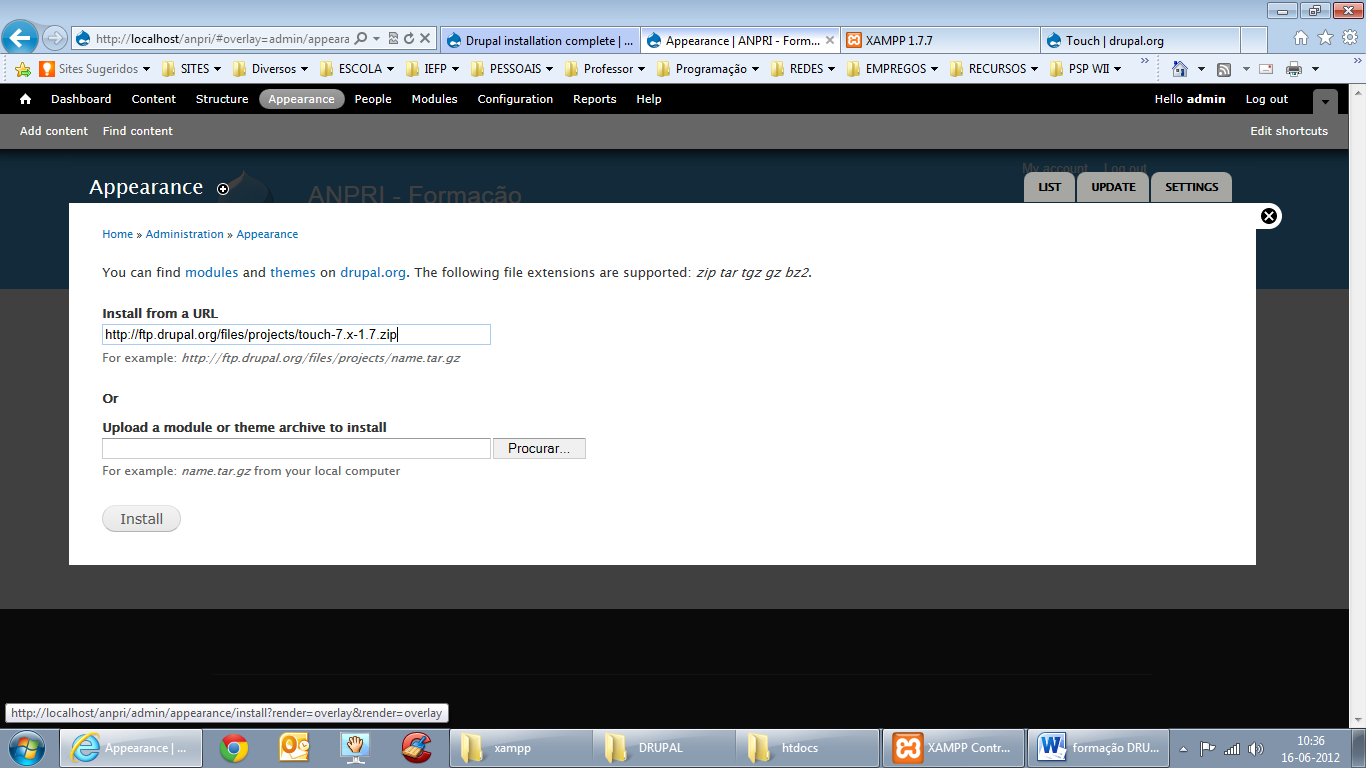 http://localhost/anpri/#overlay=admin/appeara
Drupal installation complete | ...
Appearance | ANPRI - Form...
XAMPP 1.7.7
Touch | drupal.org
Sites Sugeridos
SITES
Diversos
ESCOLA
IEFP
PESSOAIS
Professor
Programação
REDES
EMPREGOS
RECURSOS
PSP WII
Dashboard
Content
Structure
Appearance
People
Modules
Configuration
Reports
Help
Hello admin
Log out
Add content
Find content
Edit shortcuts
My account
Log out
Appearance
ANPRI - Formação
LIST
UPDATE
SETTINGS
Home » Administration » Appearance
You can find modules and themes on drupal.org. The following file extensions are supported: zip tar tgz gz bz2.
Install from a URL
http://ftp.drupal.org/files/projects/touch-7.x-1.7.zip
For example: http://ftp.drupal.org/files/projects/name.tar.gz
Or
Upload a module or theme archive to install
Procurar...
For example: name.tar.gz from your local computer
Install
http://localhost/anpri/admin/appearance/install?render=overlay&render=overlay
Appearance | ...
xampp
DRUPAL
htdocs
XAMPP Contr...
formação DRU...
10:36
16-06-2012